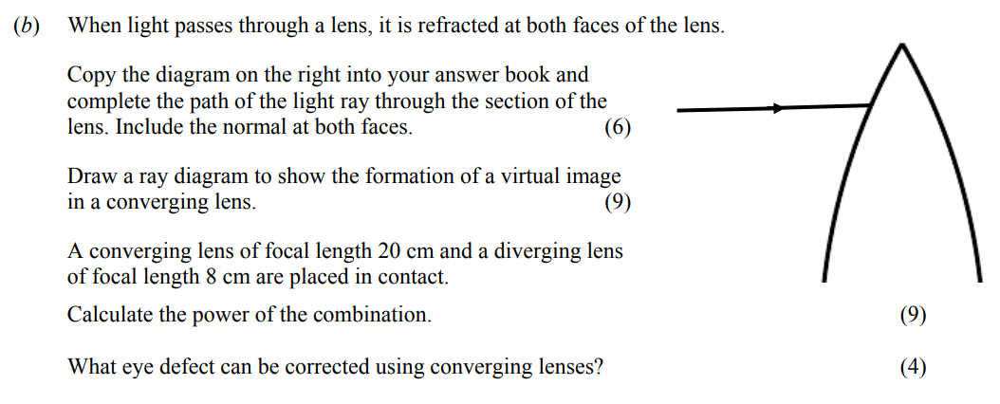 (b) When light passes through a lens, it is refracted at both faces of the lens.
Copy the diagram on the right into your answer book and
complete the path of the light ray through the section of the
lens. Include the normal at both faces. (6)
Draw a ray diagram to show the formation of a virtual image
in a converging lens. (9)
A converging lens of focal length 20 cm and a diverging lens
of focal length 8 cm are placed in contact.
Calculate the power of the combination. (9)
What eye defect can be corrected using converging lenses? (4)